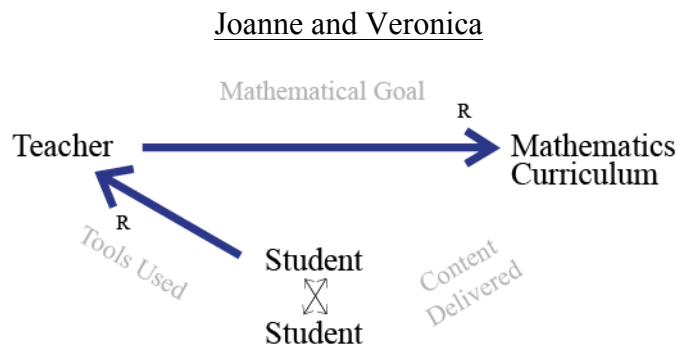 Joanne and Veronica
Mathematical Goal
R
Teacher
Mathematics
Curriculum
R
Tools Used
Content
Delivered
Student
Student